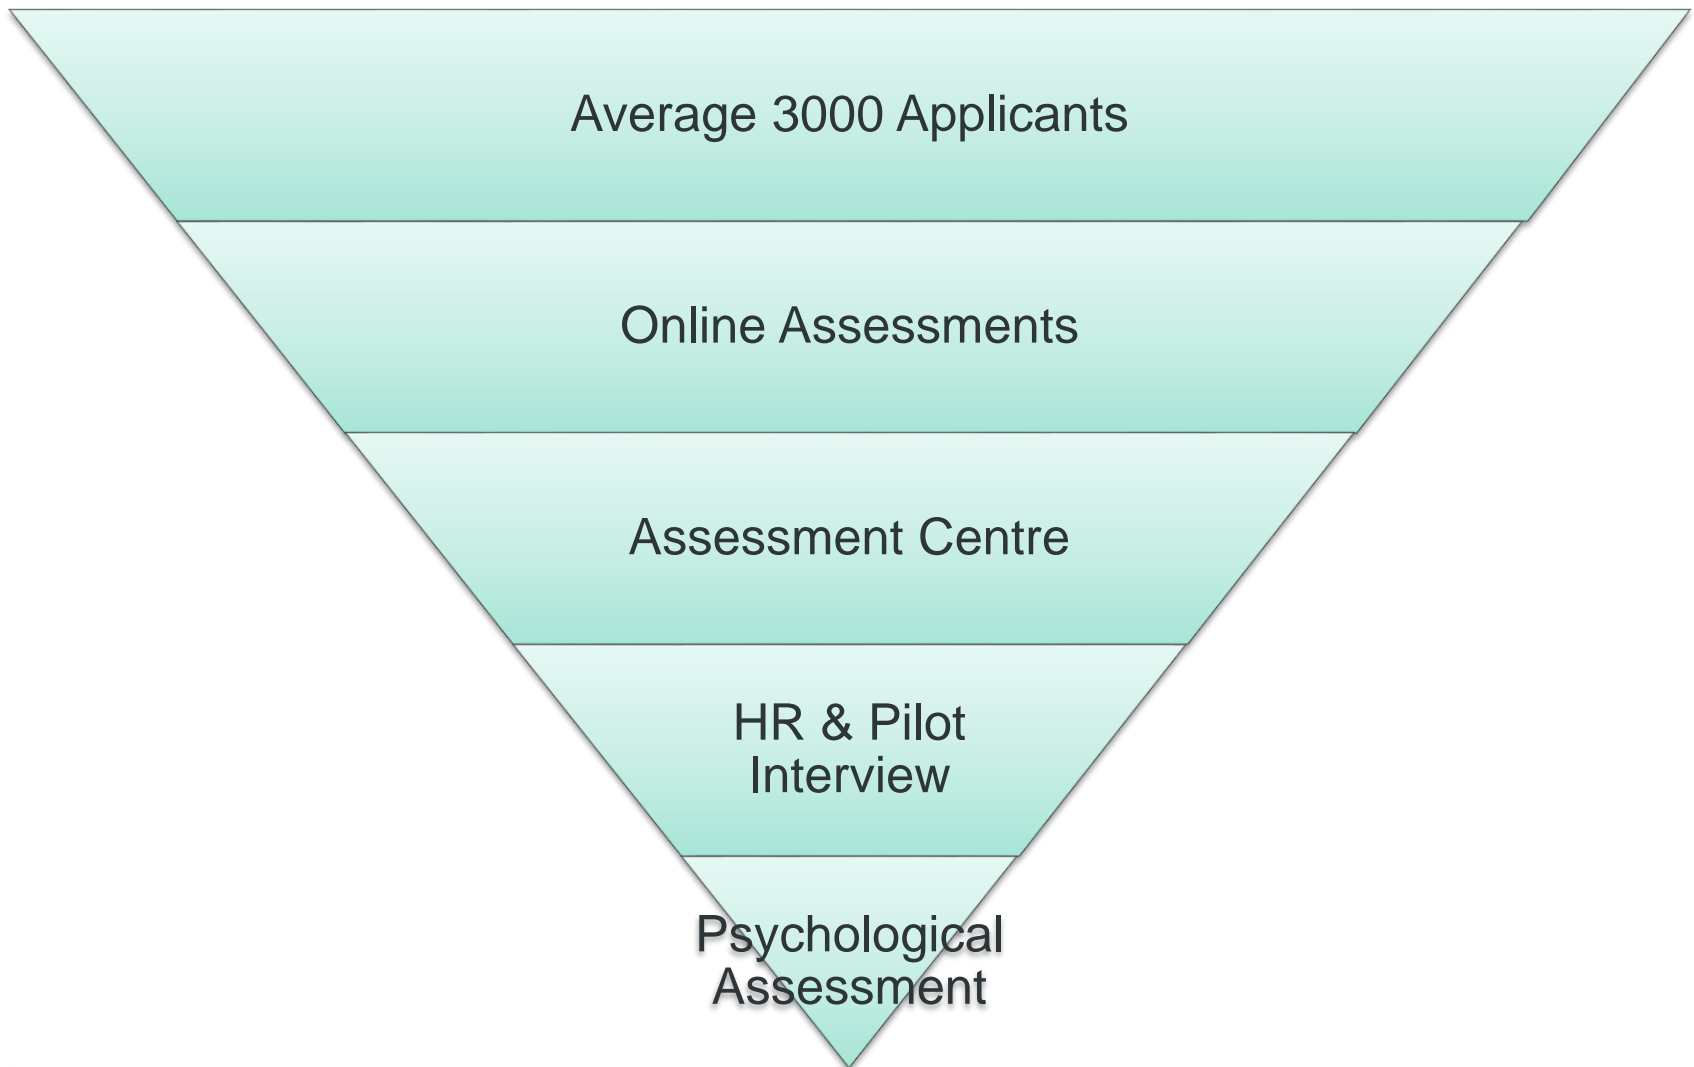 Average 3000 Applicants
Online Assessments
Assessment Centre
HR & Pilot
Interview
Psychological
Assessment